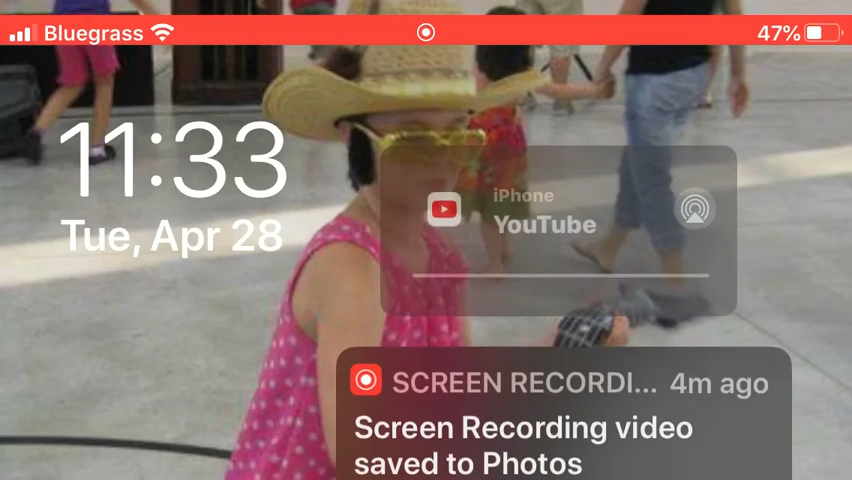 Bluegrass 47%
11:33
Tue, Apr 28
iPhone
YouTube
SCREEN RECORDI... 4m ago
Screen Recording video
saved to Photos